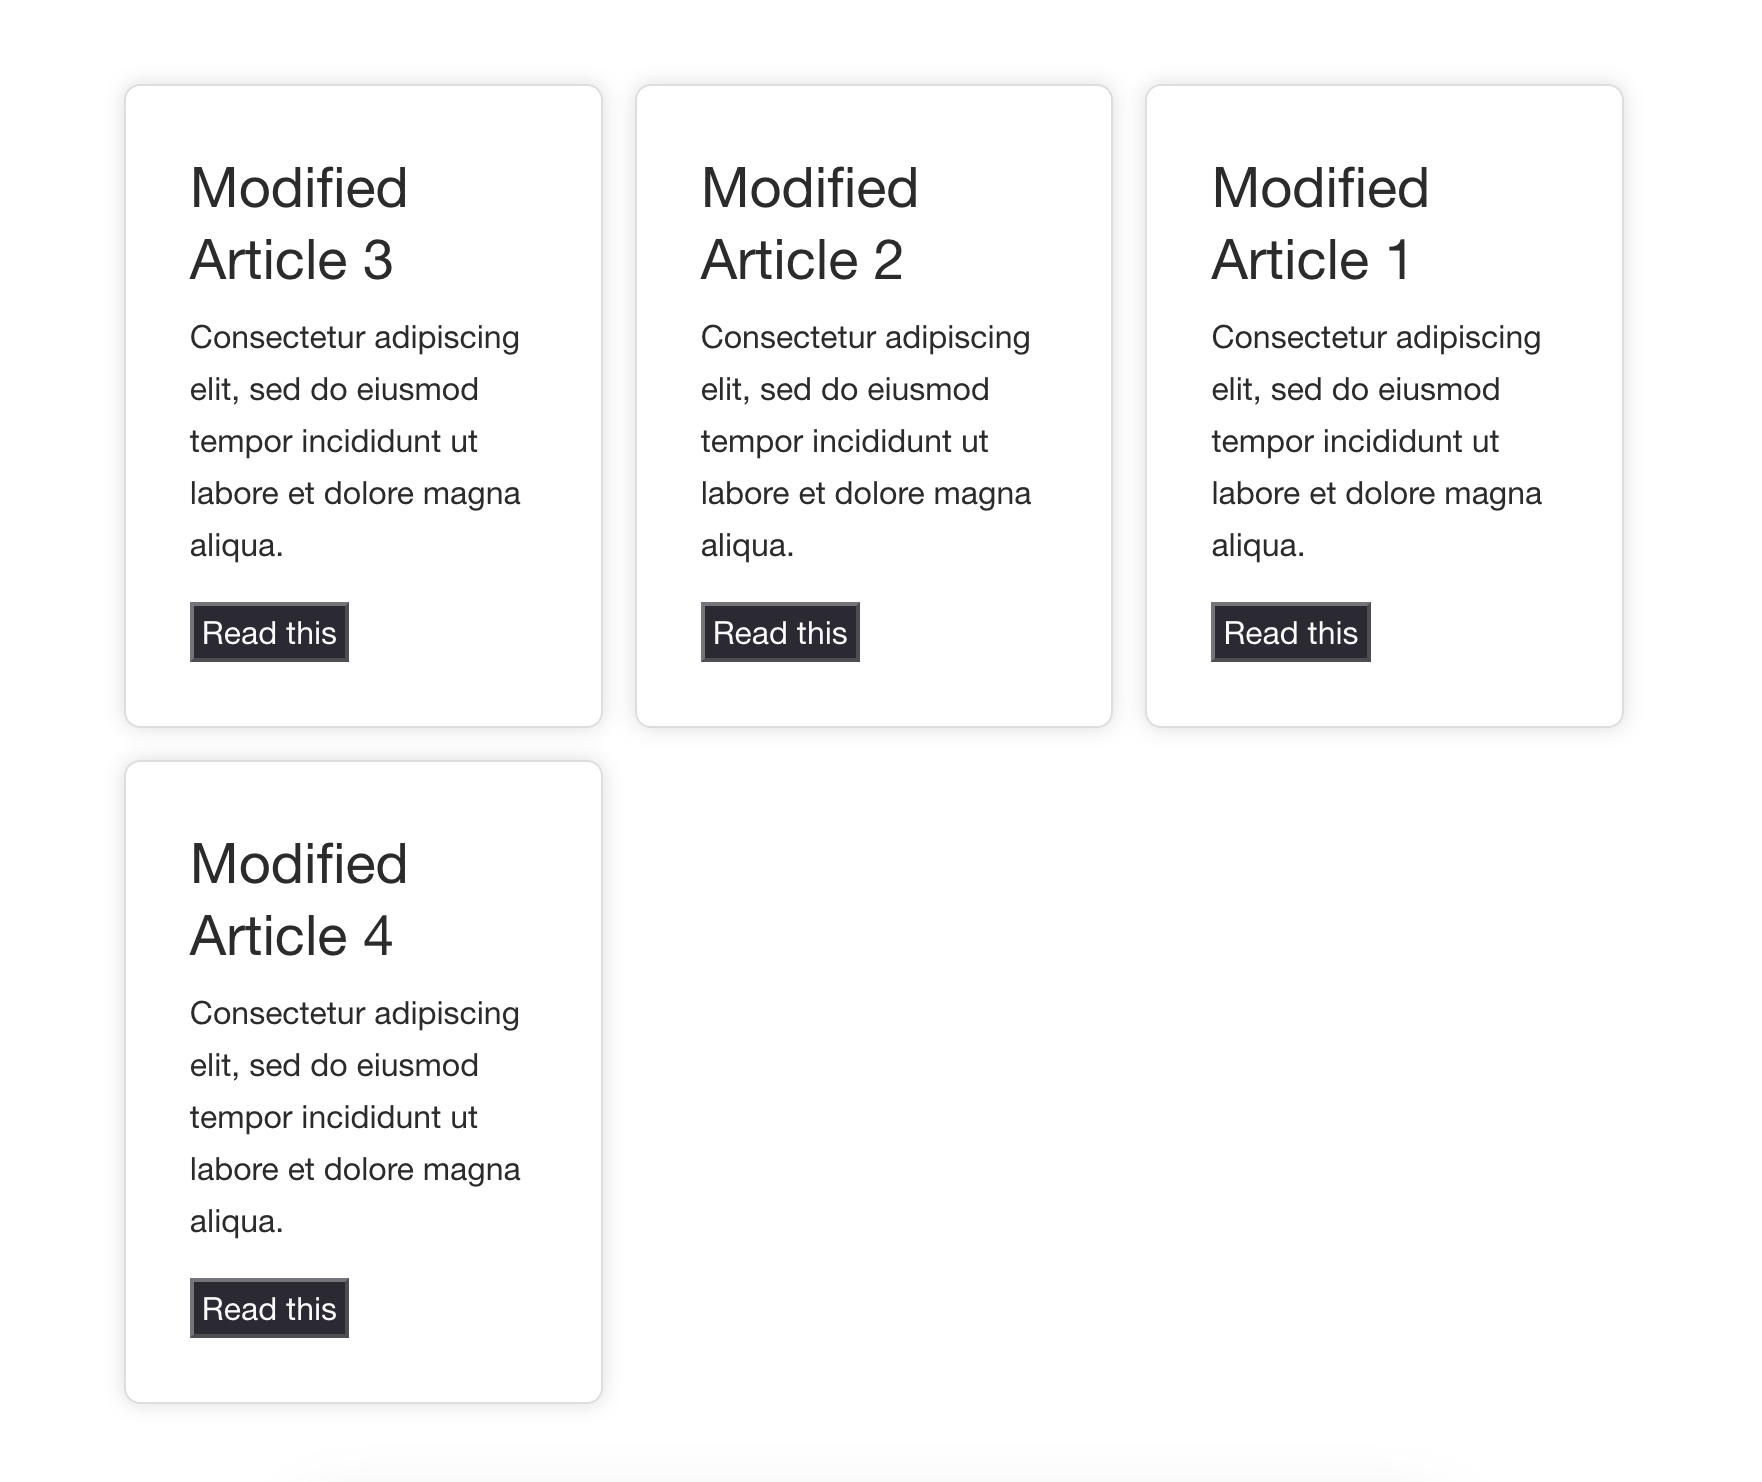 Modified
Article 3
Consectetur adipiscing
elit, sed do eiusmod
tempor incididunt ut
labore et dolore magna
aliqua.
Read this
Modified
Article 2
Consectetur adipiscing
elit, sed do eiusmod
tempor incididunt ut
labore et dolore magna
aliqua.
Read this
Modified
Article 1
Consectetur adipiscing
elit, sed do eiusmod
tempor incididunt ut
labore et dolore magna
aliqua.
Read this
Modified
Article 4
Consectetur adipiscing
elit, sed do eiusmod
tempor incididunt ut
labore et dolore magna
aliqua.
Read this